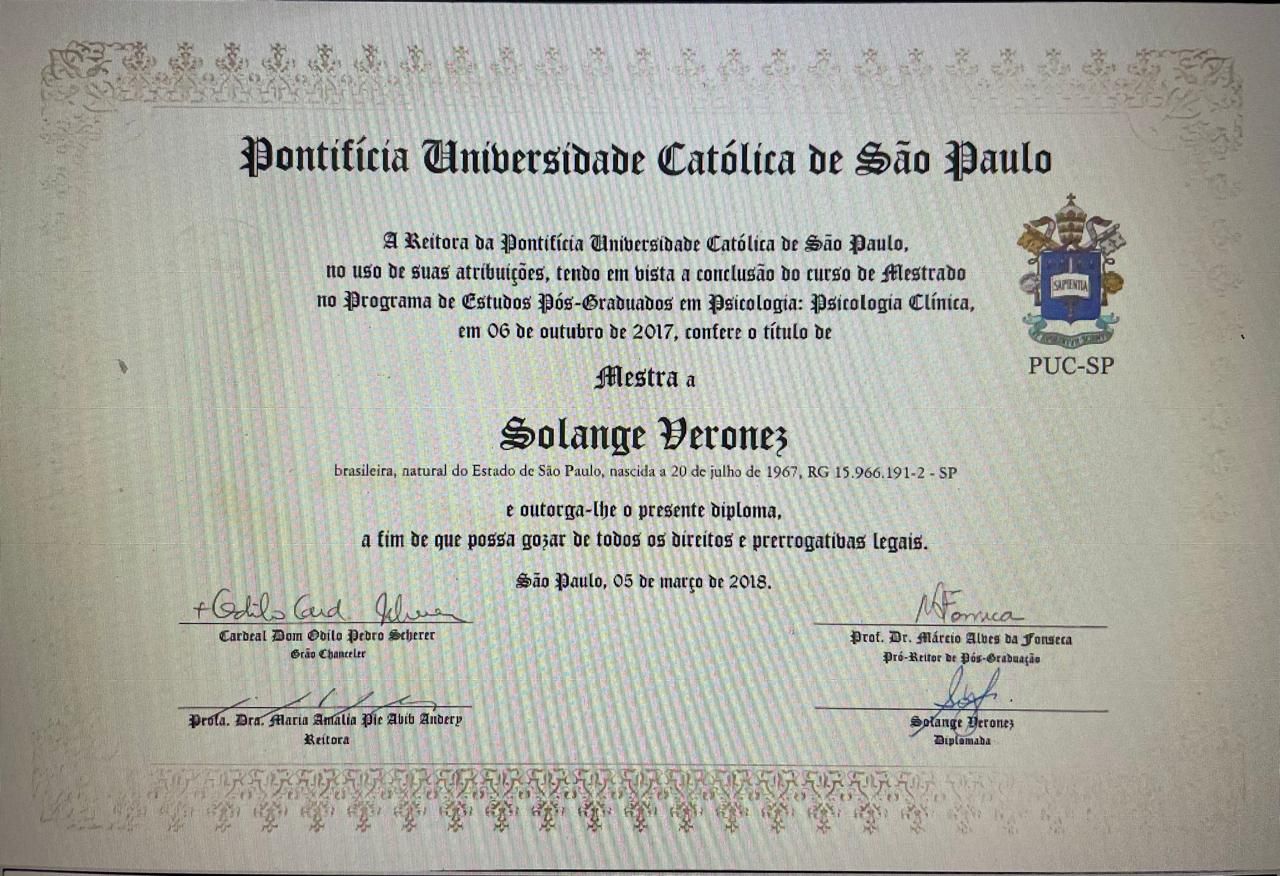 Pontifícia Universidade Católica de São Paulo
A Reitora da Pontifícia Universidade Católica de São Paulo,
no uso de suas atribuições, tendo em vista a conclusão do curso de Mestrado
no Programa de Estudos Pós-Graduados em Psicologia: Psicologia Clínica,
em 06 de outubro de 2017, confere o título de
SAPIENTIA
PUC-SP
Mestra a
Solange Veronez
brasileira, natural do Estado de São Paulo, nascida a 20 de julho de 1967, RG 15.966.191-2 - SP
e outorga-lhe o presente diploma,
a fim de que possa gozar de todos os direitos e prerrogativas legais.
São Paulo, 05 de março de 2018.
+ Odilo Card Scherer
Cardeal Dom Odilo Pedro Scherer
Grão Chanceler
MAFonseca
Prof. Dr. Márcio Alves da Fonseca
Pró-Reitor de Pós-Graduação
Profa. Dra. Maria Amalia Pie Abib Andery
Reitora
Solange Veronez
Diplomada